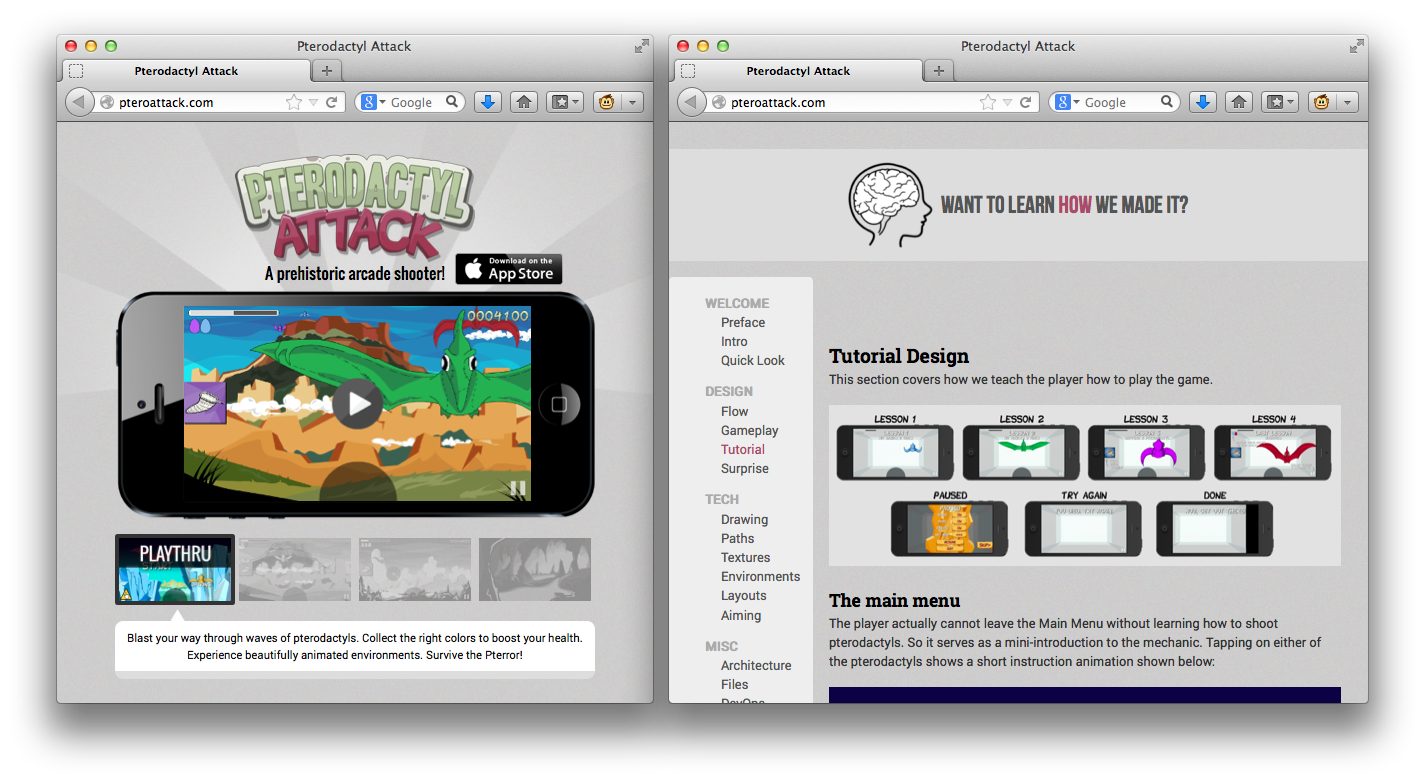 Pterodactyl Attack
Pterodactyl Attack
pteroattack.com
Google
PTERODACTYL
ATTACK
A prehistoric arcade shooter!
Download on the
App Store
0004100
PLAYTHRU
Blast your way through waves of pterodactyls. Collect the right colors to boost your health.
Experience beautifully animated environments. Survive the Pterror!
Pterodactyl Attack
Pterodactyl Attack
pteroattack.com
Google
WANT TO LEARN HOW WE MADE IT?
WELCOME
Preface
Intro
Quick Look
DESIGN
Flow
Gameplay
Tutorial
Surprise
TECH
Drawing
Paths
Textures
Environments
Layouts
Aiming
MISC
Architecture
Files
DevOps
Tutorial Design
This section covers how we teach the player how to play the game.
LESSON 1
LESSON 2
LESSON 3
LESSON 4
PAUSED
TRY AGAIN
DONE
The main menu
The player actually cannot leave the Main Menu without learning how to shoot
pterodactyls. So it serves as a mini-introduction to the mechanic. Tapping on either of
the pterodactyls shows a short instruction animation shown below: